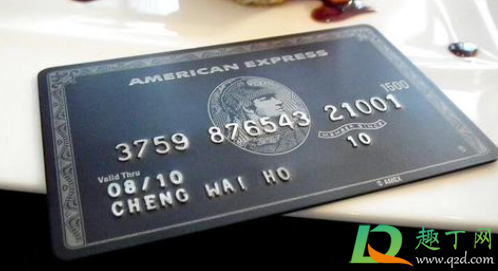 AMERICAN EXPRESS
1500
3759 876543 21001
MEMBER SINCE
Valid Thru
08/10
10
CHENG WAI HO
© AMEX
趣丁网
www.q2d.com